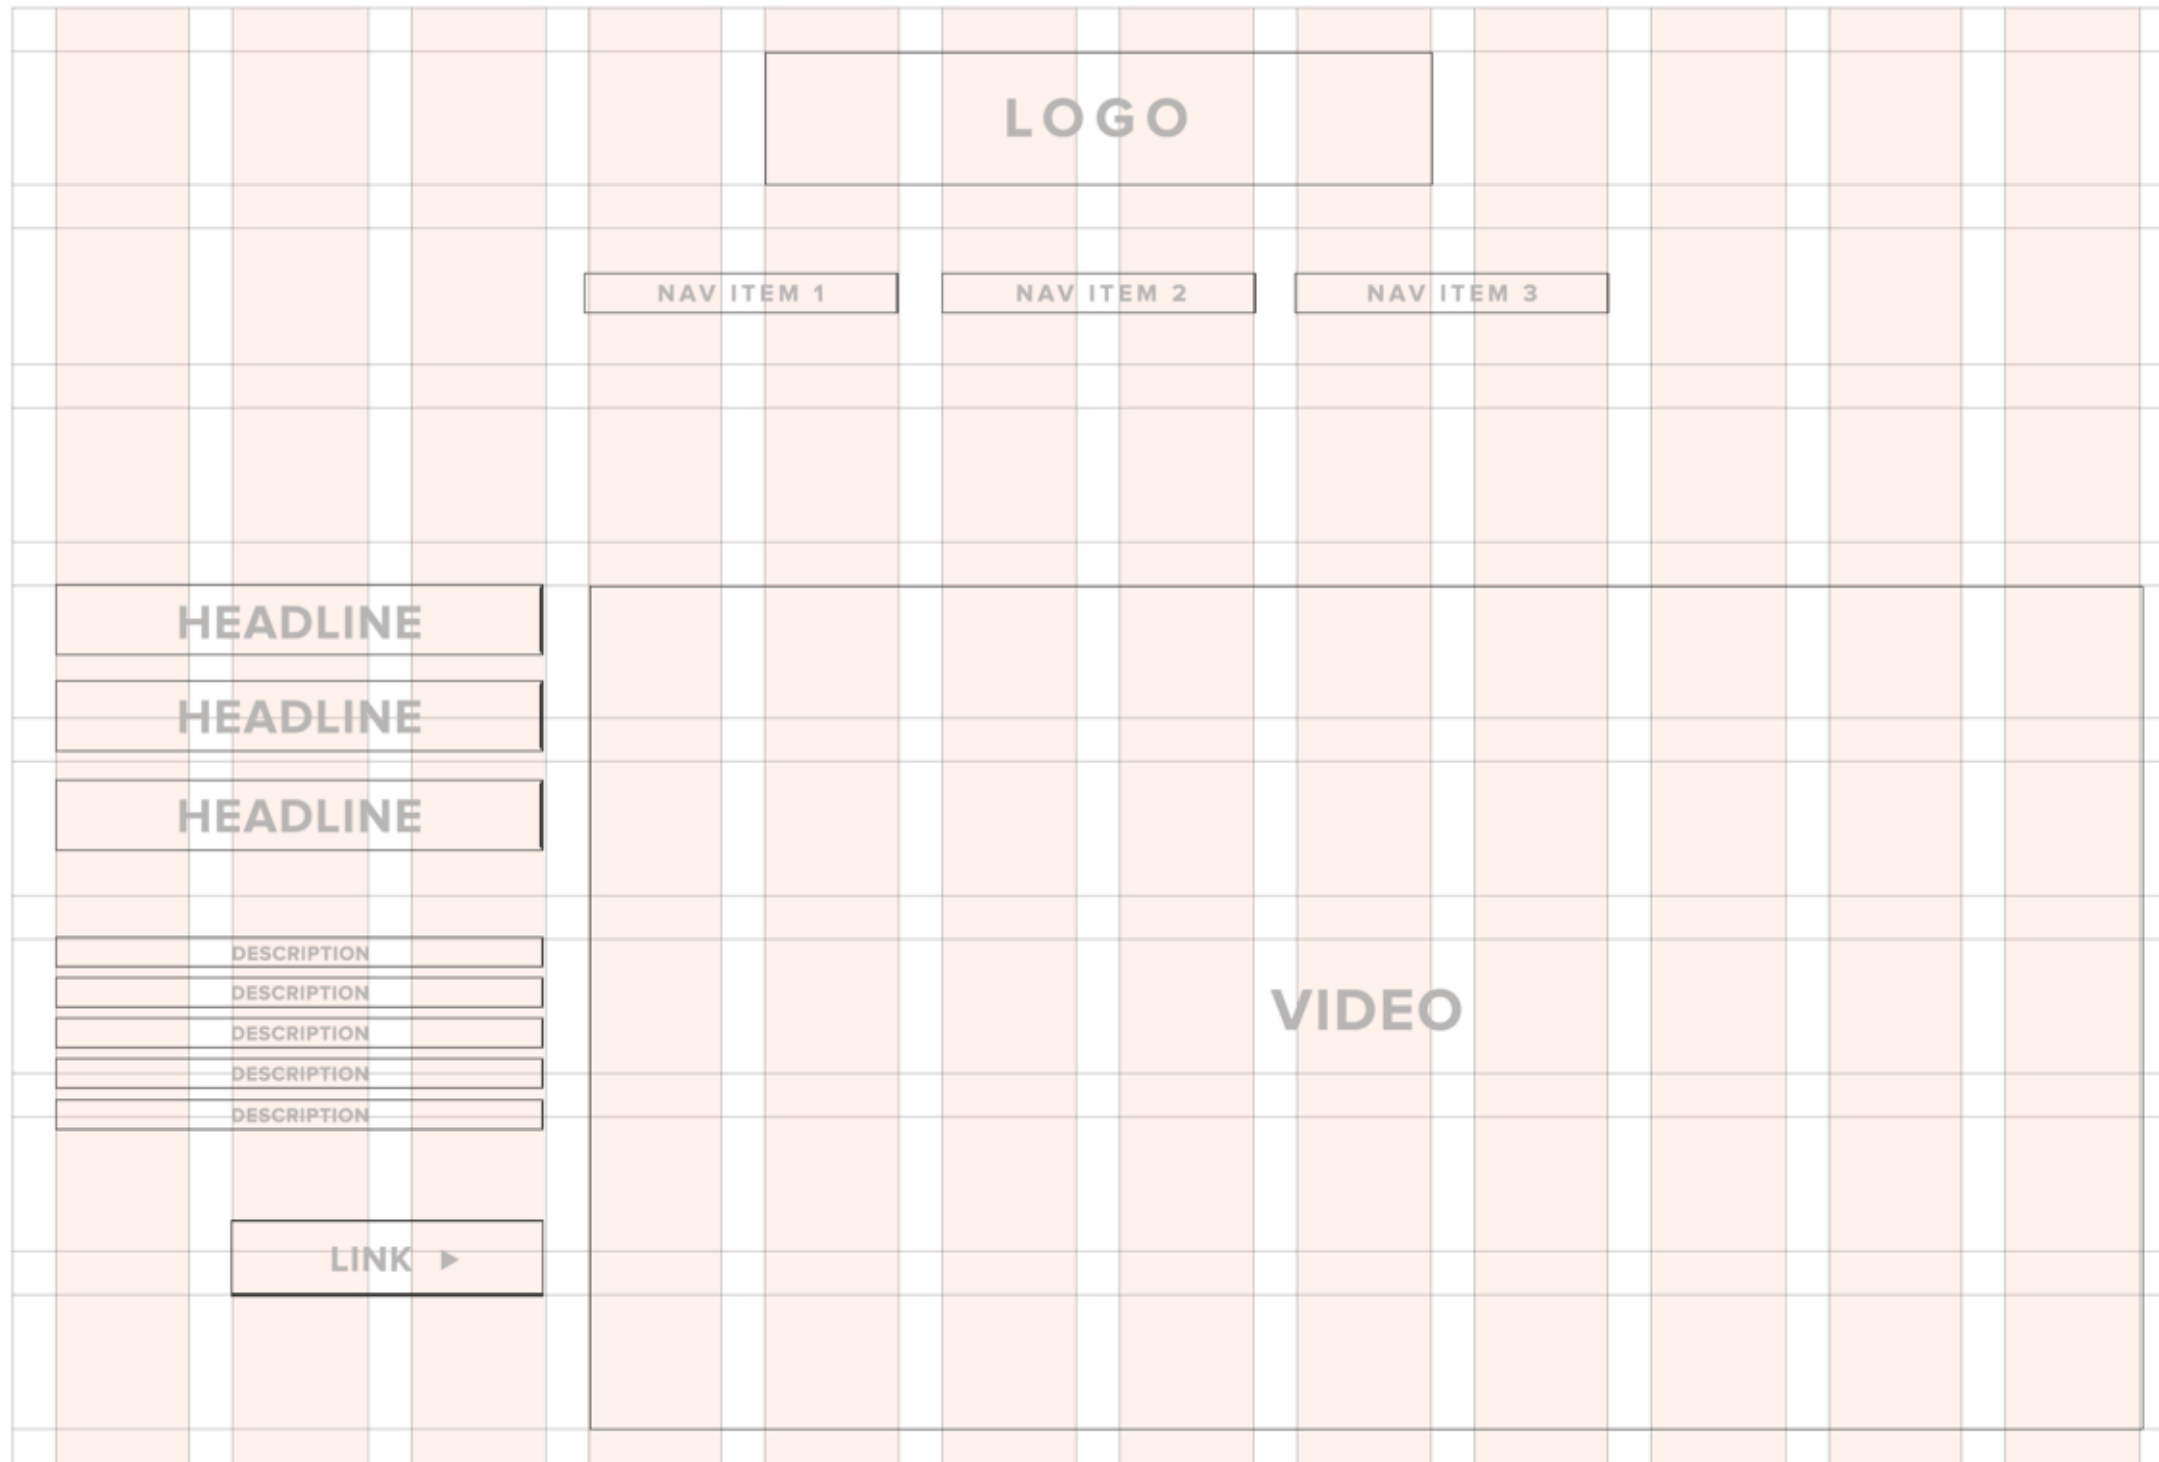 LOGO
NAV ITEM 1
NAV ITEM 2
NAV ITEM 3
HEADLINE
HEADLINE
HEADLINE
DESCRIPTION
DESCRIPTION
DESCRIPTION
DESCRIPTION
DESCRIPTION
LINK ►
VIDEO